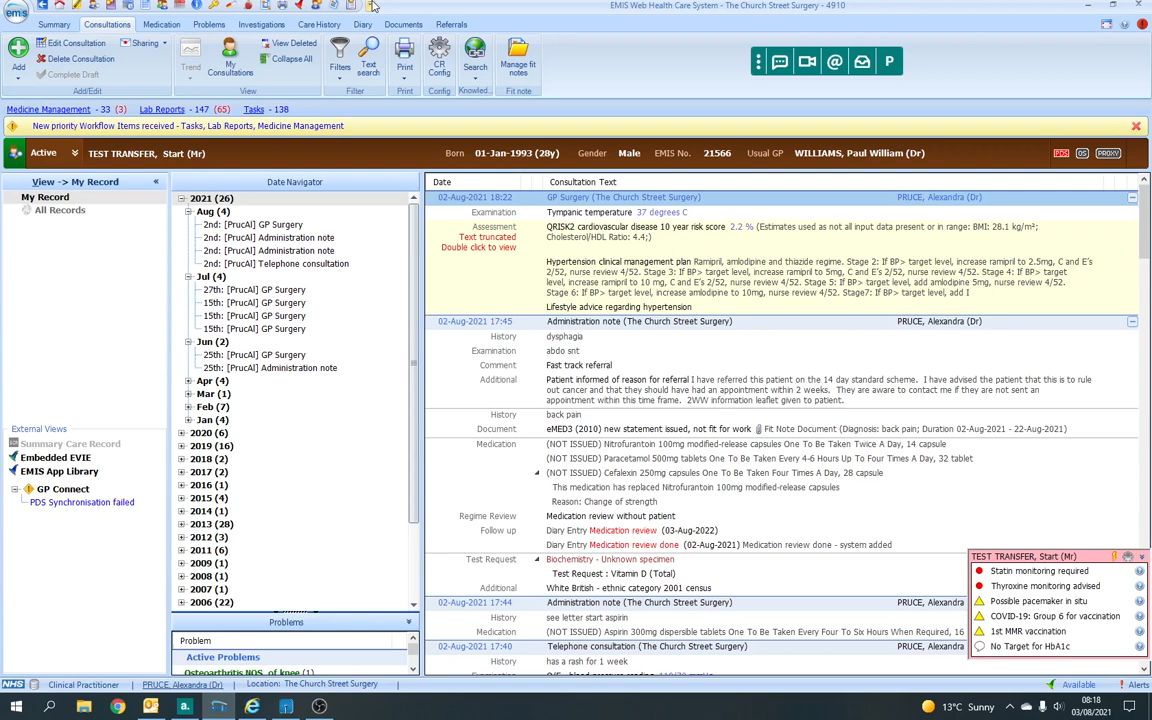 emis
EMIS Web Health Care System - The Church Street Surgery - 4910
Summary Consultations Medication Problems Investigations Care History Diary Documents Referrals
Add
Edit Consultation
Delete Consultation
Complete Draft
Sharing
Trend
My Consultations
View Deleted
Collapse All
Filters
Text search
Print
CR Config
Search
Manage fit notes
P
Add/Edit View Filter Print Config Knowled... Fit note
Medicine Management - 33 (3) Lab Reports - 147 (65) Tasks - 138
New priority Workflow Items received - Tasks, Lab Reports, Medicine Management
Active TEST TRANSFER, Start (Mr) Born 01-Jan-1993 (28y) Gender Male EMIS No. 21566 Usual GP WILLIAMS, Paul William (Dr) PDS OS PROXY
View -> My Record «
My Record
All Records
External Views
Summary Care Record
Embedded EVIE
EMIS App Library
GP Connect
PDS Synchronisation failed
Date Navigator
2021 (26)
Aug (4)
2nd: [PrucAl] GP Surgery
2nd: [PrucAl] Administration note
2nd: [PrucAl] Administration note
2nd: [PrucAl] Telephone consultation
Jul (4)
27th: [PrucAl] GP Surgery
15th: [PrucAl] GP Surgery
15th: [PrucAl] GP Surgery
15th: [PrucAl] GP Surgery
Jun (2)
25th: [PrucAl] GP Surgery
25th: [PrucAl] Administration note
Apr (4)
Mar (1)
Feb (7)
Jan (4)
2020 (6)
2019 (16)
2018 (2)
2017 (2)
2016 (1)
2015 (4)
2014 (1)
2013 (28)
2012 (3)
2011 (6)
2009 (1)
2008 (1)
2007 (1)
2006 (22)
Problems
Problem
Active Problems
Osteoarthritis NOS, of knee (1)
Date Consultation Text
02-Aug-2021 18:22 GP Surgery (The Church Street Surgery) PRUCE, Alexandra (Dr)
Examination Tympanic temperature 37 degrees C
Assessment QRISK2 cardiovascular disease 10 year risk score 2.2 % (Estimates used as not all input data present or in range: BMI: 28.1 kg/m²;
Text truncated Cholesterol/HDL Ratio: 4.4;)
Double click to view
Hypertension clinical management plan Ramipril, amlodipine and thiazide regime. Stage 2: If BP> target level, increase ramipril to 2.5mg, C and E's
2/52, nurse review 4/52. Stage 3: If BP> target level, increase ramipril to 5mg, C and E's 2/52, nurse review 4/52. Stage 4: If BP> target
level, increase ramipril to 10 mg, C and E's 2/52, nurse review 4/52. Stage 5: If BP> target level, add amlodipine 5mg, nurse review 4/52.
Stage 6: If BP> target level, increase amlodipine to 10mg, nurse review 4/52. Stage7: If BP> target level, add I
Lifestyle advice regarding hypertension
02-Aug-2021 17:45 Administration note (The Church Street Surgery) PRUCE, Alexandra (Dr)
History dysphagia
Examination abdo snt
Comment Fast track referral
Additional Patient informed of reason for referral I have referred this patient on the 14 day standard scheme. I have advised the patient that this is to rule
out cancer and that they should have had an appointment within 2 weeks. They are aware to contact me if they are not sent an
appointment within this time frame. 2WW information leaflet given to patient.
History back pain
Document eMED3 (2010) new statement issued, not fit for work Fit Note Document (Diagnosis: back pain; Duration 02-Aug-2021 - 22-Aug-2021)
Medication (NOT ISSUED) Nitrofurantoin 100mg modified-release capsules One To Be Taken Twice A Day, 14 capsule
(NOT ISSUED) Paracetamol 500mg tablets One To Be Taken Every 4-6 Hours Up To Four Times A Day, 32 tablet
(NOT ISSUED) Cefalexin 250mg capsules One To Be Taken Four Times A Day, 28 capsule
This medication has replaced Nitrofurantoin 100mg modified-release capsules
Reason: Change of strength
Regime Review Medication review without patient
Follow up Diary Entry Medication review (03-Aug-2022)
Diary Entry Medication review done (02-Aug-2021) Medication review done - system added
Test Request Biochemistry - Unknown specimen
Test Request : Vitamin D (Total)
Additional White British - ethnic category 2001 census
02-Aug-2021 17:44 Administration note (The Church Street Surgery) PRUCE, Alexandra (Dr)
History see letter start aspirin
Medication (NOT ISSUED) Aspirin 300mg dispersible tablets One To Be Taken Every Four To Six Hours When Required, 16
02-Aug-2021 17:40 Telephone consultation (The Church Street Surgery) PRUCE, Alexandra (Dr)
History has a rash for 1 week
TEST TRANSFER, Start (Mr)
Statin monitoring required
Thyroxine monitoring advised
Possible pacemaker in situ
COVID-19: Group 6 for vaccination
1st MMR vaccination
No Target for HbA1c
NHS Clinical Practitioner PRUCE, Alexandra (Dr) Location: The Church Street Surgery Available Alerts
a.
13°C Sunny
08:18
03/08/2021